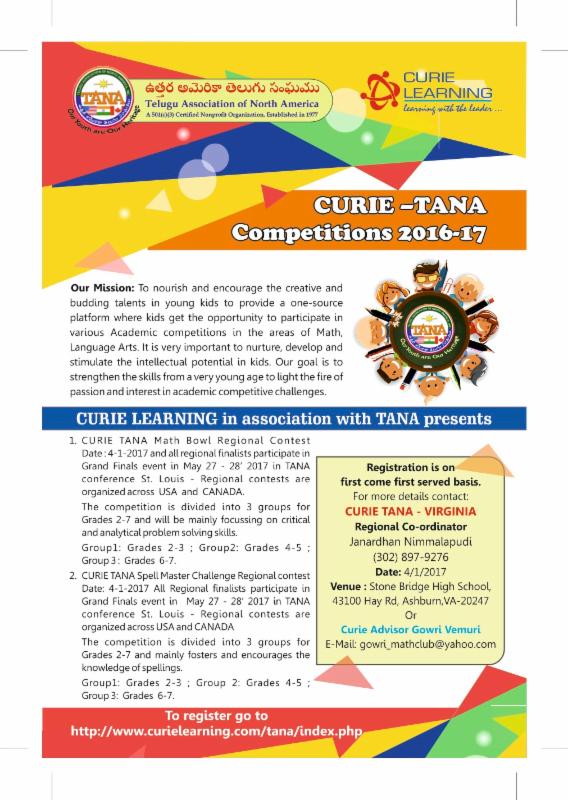 TANA
Our Youth are Our Heritage
ఉత్తర అమెరికా తెలుగు సంఘము
Telugu Association of North America
A 501(c)(3) Certified Nonprofit Organization, Established in 1977
CURIE
LEARNING
learning with the leader ...
CURIE –TANA
Competitions 2016-17
Our Mission: To nourish and encourage the creative and
budding talents in young kids to provide a one-source
platform where kids get the opportunity to participate in
various Academic competitions in the areas of Math,
Language Arts. It is very important to nurture, develop and
stimulate the intellectual potential in kids. Our goal is to
strengthen the skills from a very young age to light the fire of
passion and interest in academic competitive challenges.
TANA
Our Youth are Our Heritage
CURIE LEARNING in association with TANA presents
1. CURIE TANA Math Bowl Regional Contest
Date : 4-1-2017 and all regional finalists participate in
Grand Finals event in May 27 - 28' 2017 in TANA
conference St. Louis - Regional contests are
organized across USA and CANADA.
The competition is divided into 3 groups for
Grades 2-7 and will be mainly focussing on critical
and analytical problem solving skills.
Group1: Grades 2-3 ; Group2: Grades 4-5 ;
Group 3 : Grades 6-7.
2. CURIE TANA Spell Master Challenge Regional contest
Date: 4-1-2017 All Regional finalists participate in
Grand Finals event in May 27 - 28' 2017 in TANA
conference St. Louis - Regional contests are
organized across USA and CANADA
The competition is divided into 3 groups for
Grades 2-7 and mainly fosters and encourages the
knowledge of spellings.
Group1: Grades 2-3 ; Group 2: Grades 4-5 ;
Group 3: Grades 6-7.
Registration is on
first come first served basis.
For more details contact:
CURIE TANA - VIRGINIA
Regional Co-ordinator
Janardhan Nimmalapudi
(302) 897-9276
Date: 4/1/2017
Venue : Stone Bridge High School,
43100 Hay Rd, Ashburn,VA-20247
Or
Curie Advisor Gowri Vemuri
E-Mail: gowri_mathclub@yahoo.com
To register go to
http://www.curielearning.com/tana/index.php